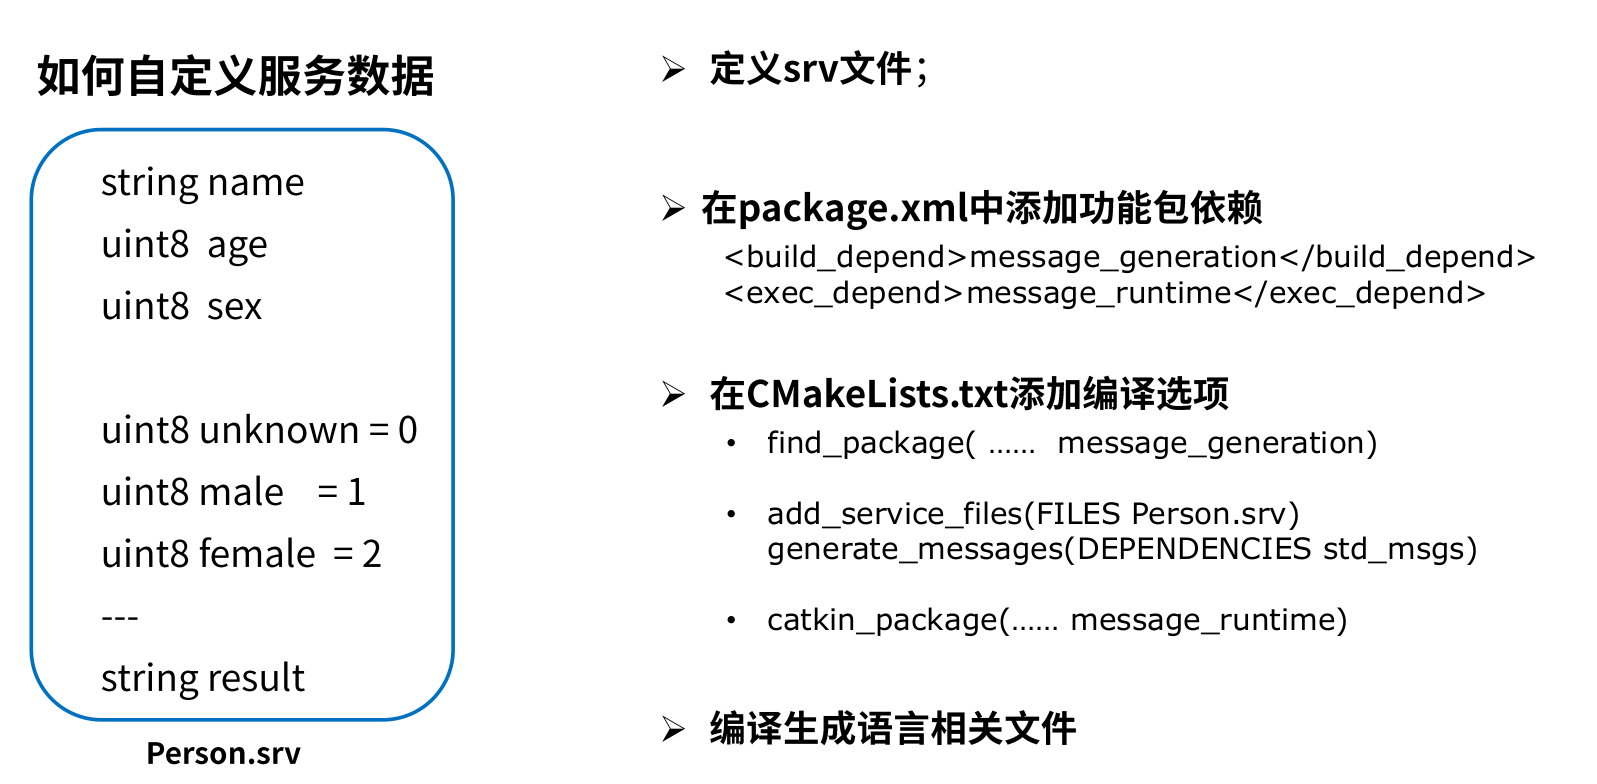 如何自定义服务数据
string name
uint8  age
uint8  sex
uint8 unknown = 0
uint8 male    = 1
uint8 female  = 2
---
string result
Person.srv
➢ 定义srv文件；
➢ 在package.xml中添加功能包依赖
<build_depend>message_generation</build_depend>
<exec_depend>message_runtime</exec_depend>
➢ 在CMakeLists.txt添加编译选项
• find_package( ……  message_generation)
• add_service_files(FILES Person.srv)
generate_messages(DEPENDENCIES std_msgs)
• catkin_package(…… message_runtime)
➢ 编译生成语言相关文件